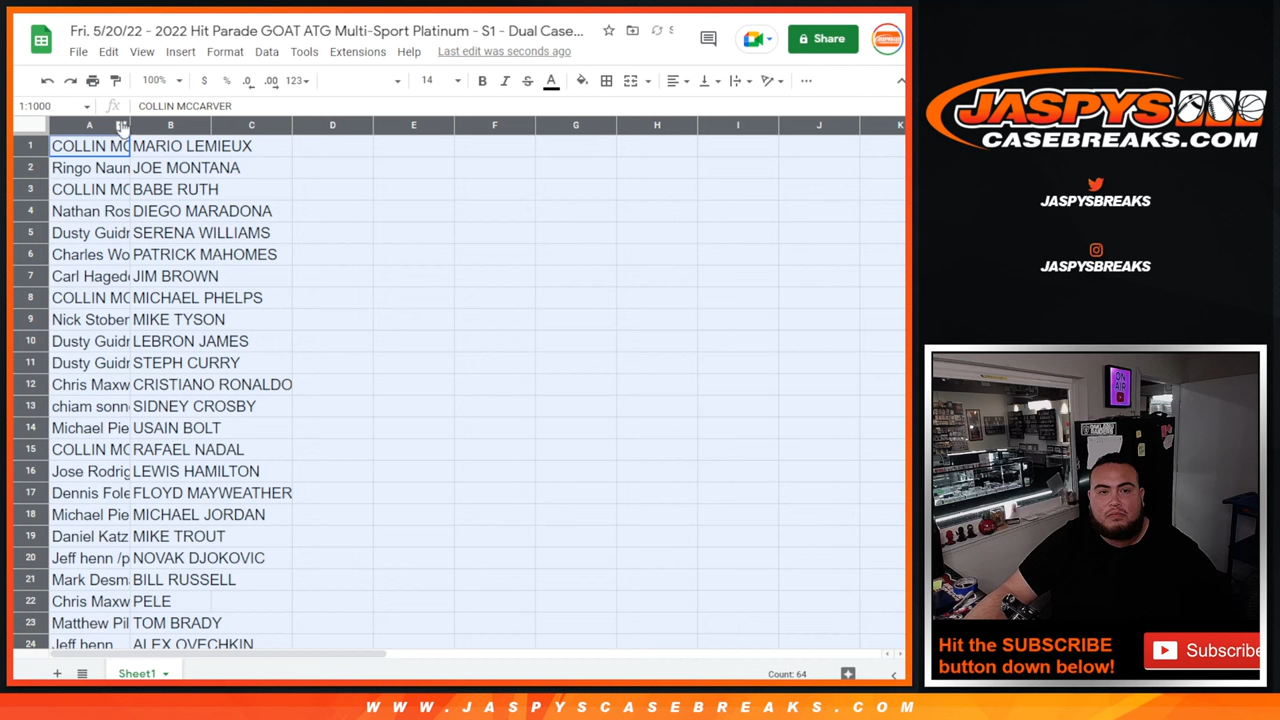 Fri. 5/20/22 - 2022 Hit Parade GOAT ATG Multi-Sport Platinum - S1 - Dual Case...
S
Share
File Edit View Insert Format Data Tools Extensions Help Last edit was seconds ago
100% $ % .0 .00 123 14 B I S A
1:1000 fx COLLIN MCCARVER
A B C D E F G H I J K
1 COLLIN MC MARIO LEMIEUX
2 Ringo Naun JOE MONTANA
3 COLLIN MC BABE RUTH
4 Nathan Ros DIEGO MARADONA
5 Dusty Guidr SERENA WILLIAMS
6 Charles Wo PATRICK MAHOMES
7 Carl Hagede JIM BROWN
8 COLLIN MC MICHAEL PHELPS
9 Nick Stober MIKE TYSON
10 Dusty Guidr LEBRON JAMES
11 Dusty Guidr STEPH CURRY
12 Chris Maxw CRISTIANO RONALDO
13 chiam sonn SIDNEY CROSBY
14 Michael Pie USAIN BOLT
15 COLLIN MC RAFAEL NADAL
16 Jose Rodrig LEWIS HAMILTON
17 Dennis Fole FLOYD MAYWEATHER
18 Michael Pie MICHAEL JORDAN
19 Daniel Katz MIKE TROUT
20 Jeff henn /p NOVAK DJOKOVIC
21 Mark Desma BILL RUSSELL
22 Chris Maxw PELE
23 Matthew Pil TOM BRADY
24 Jeff henn ALEX OVECHKIN
Sheet1
Count: 64
JASPYS
CASEBREAKS.COM
JASPYSBREAKS
JASPYSBREAKS
ON
AIR
Hit the SUBSCRIBE
button down below!
Subscribe
WWW.JASPYSCASEBREAKS.COM